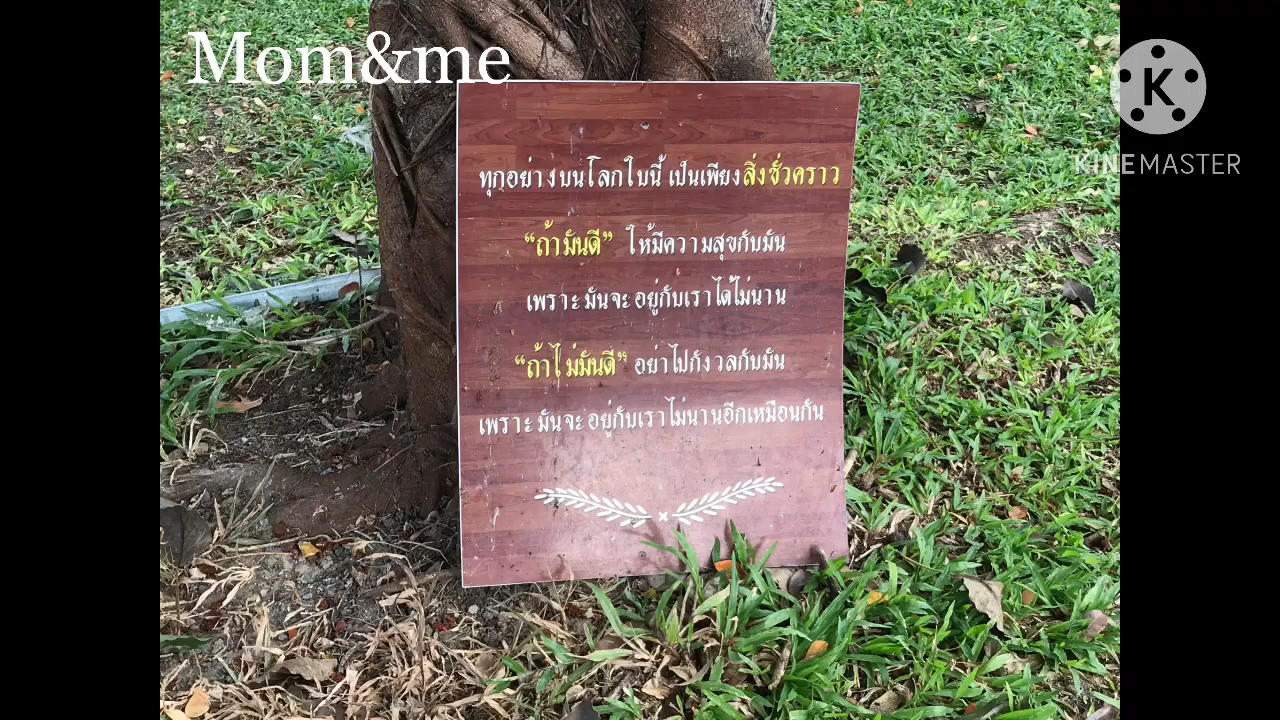 Mom&me
K
KINEMASTER
ทุกอย่างบนโลกใบนี้ เป็นเพียงสิ่งชั่วคราว
“ถ้ามันดี” ให้มีความสุขกับมัน
เพราะมันจะอยู่กับเราได้ไม่นาน
“ถ้าไม่มันดี” อย่าไปกังวลกับมัน
เพราะมันจะอยู่กับเราไม่นานอีกเหมือนกัน